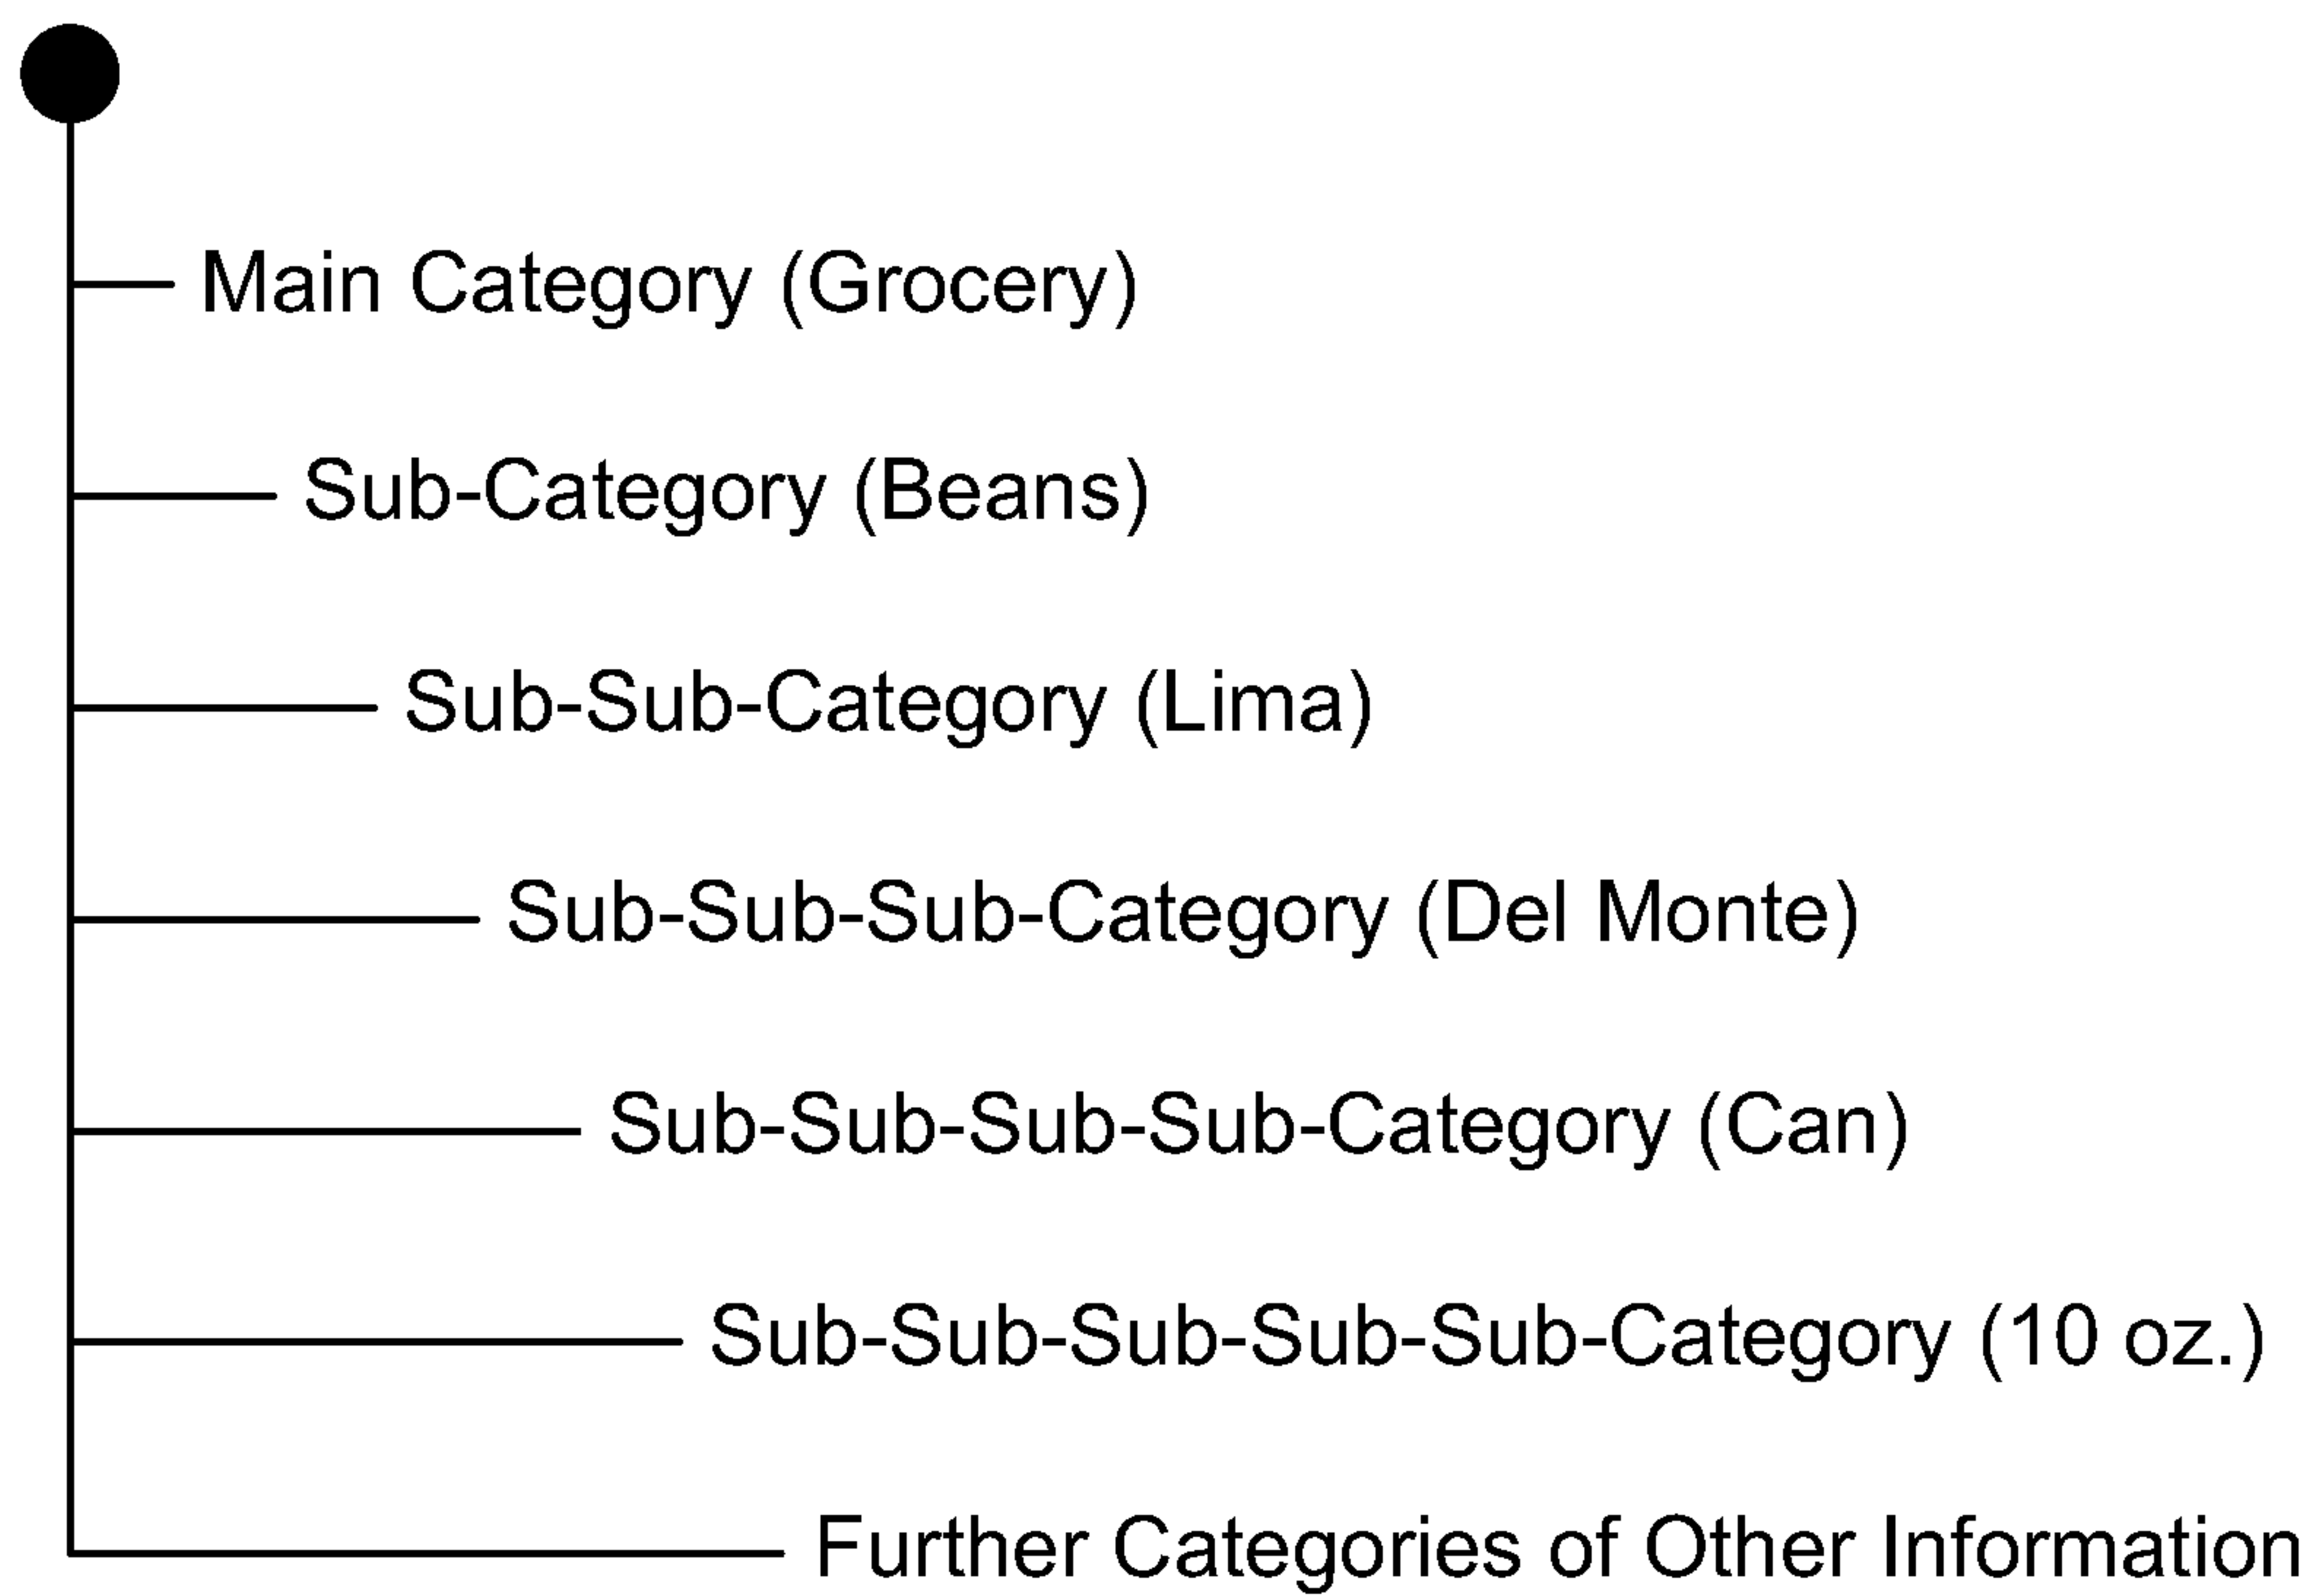 Main Category (Grocery)
Sub-Category (Beans)
Sub-Sub-Category (Lima)
Sub-Sub-Sub-Category (Del Monte)
Sub-Sub-Sub-Sub-Category (Can)
Sub-Sub-Sub-Sub-Sub-Category (10 oz.)
Further Categories of Other Information